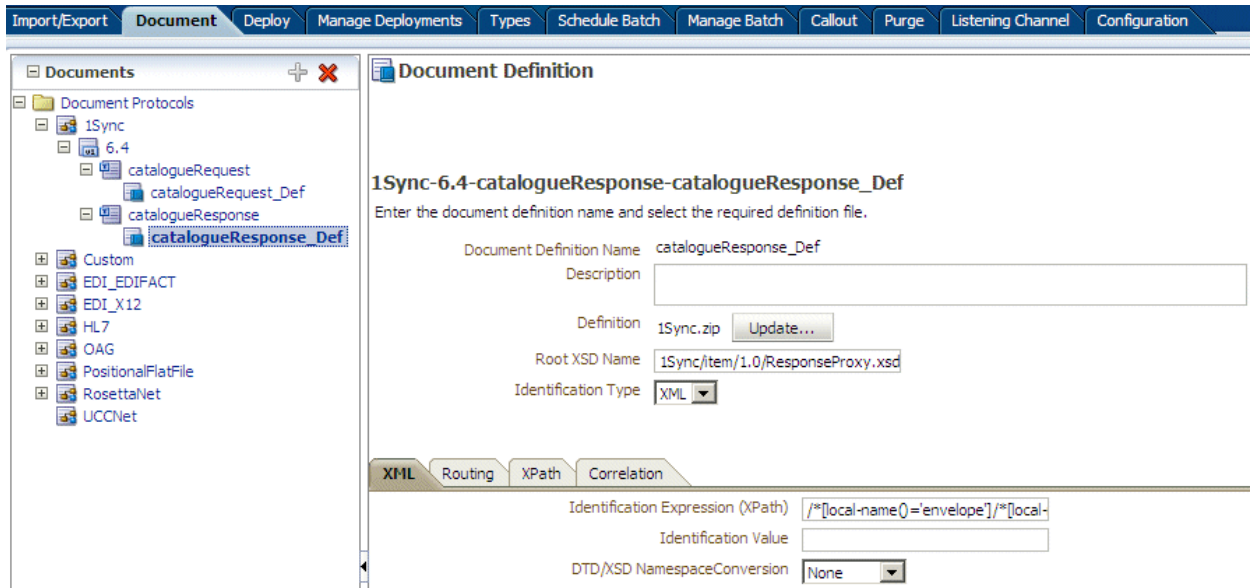 Import/Export Document Deploy Manage Deployments Types Schedule Batch Manage Batch Callout Purge Listening Channel Configuration
Documents
Document Protocols
1Sync
6.4
catalogueRequest
catalogueRequest_Def
catalogueResponse
catalogueResponse_Def
Custom
EDI_EDIFACT
EDI_X12
HL7
OAG
PositionalFlatFile
RosettaNet
UCCNet
Document Definition
1Sync-6.4-catalogueResponse-catalogueResponse_Def
Enter the document definition name and select the required definition file.
Document Definition Name catalogueResponse_Def
Description
Definition 1Sync.zip Update...
Root XSD Name 1Sync/item/1.0/ResponseProxy.xsd
Identification Type XML
XML Routing XPath Correlation
Identification Expression (XPath) /*[local-name()='envelope']/*[local-
Identification Value
DTD/XSD NamespaceConversion None